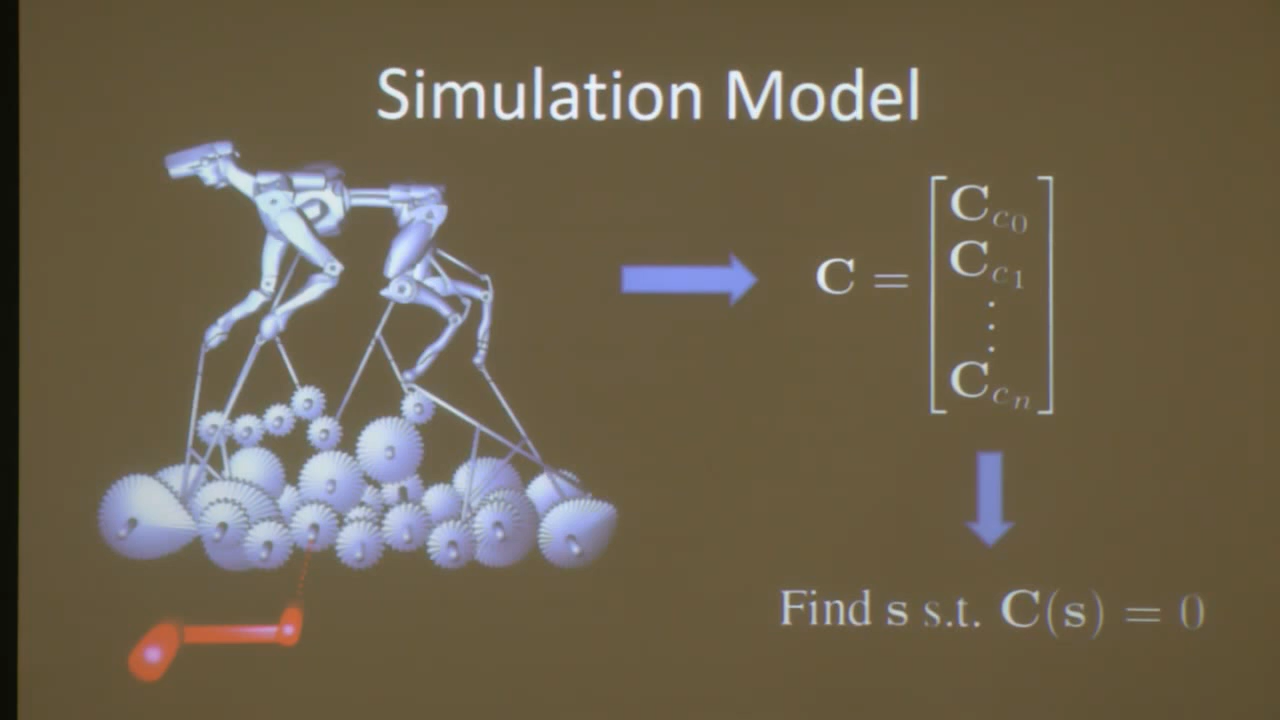 Simulation Model
C = [ C_{c_0}
C_{c_1}
⋮
C_{c_n} ]
Find s s.t. C(s) = 0